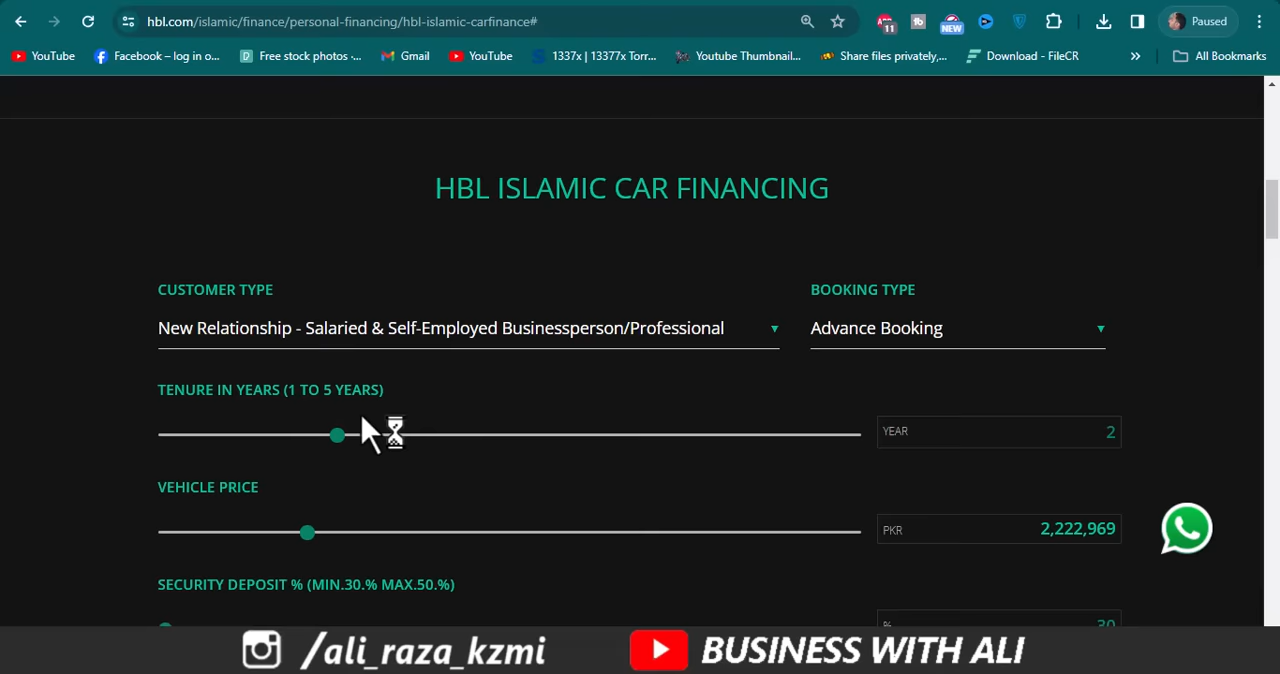 hbl.com/islamic/finance/personal-financing/hbl-islamic-carfinance#
11
NEW
Paused
YouTube
Facebook – log in o...
Free stock photos ·...
Gmail
YouTube
1337x | 13377x Torr...
Youtube Thumbnail...
Share files privately,...
Download - FileCR
»
All Bookmarks
HBL ISLAMIC CAR FINANCING
CUSTOMER TYPE
BOOKING TYPE
New Relationship - Salaried & Self-Employed Businessperson/Professional
Advance Booking
TENURE IN YEARS (1 TO 5 YEARS)
YEAR 2
VEHICLE PRICE
PKR 2,222,969
SECURITY DEPOSIT % (MIN.30.% MAX.50.%)
% 30
/ali_raza_kzmi
BUSINESS WITH ALI